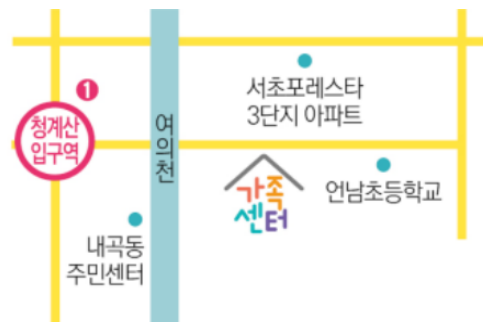 서초포레스타
3단지 아파트
1
청계산
입구역
여의천
가족
센터
언남초등학교
내곡동
주민센터